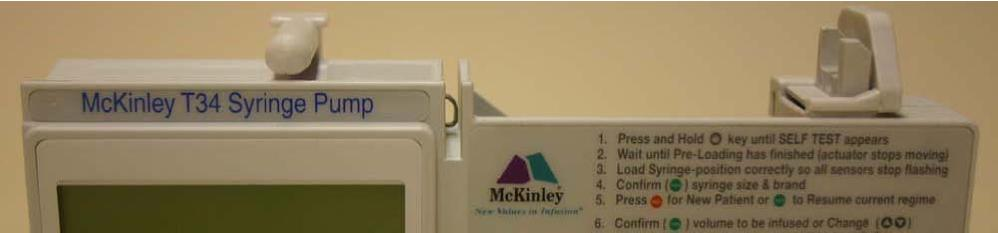 McKinley T34 Syringe Pump
McKinley
New Values in Infusion
1. Press and Hold key until SELF TEST appears
2. Wait until Pre-Loading has finished (actuator stops moving)
3. Load Syringe-position correctly so all sensors stop flashing
4. Confirm ( ) syringe size & brand
5. Press for New Patient or to Resume current regime
6. Confirm ( ) volume to be infused or Change ( )